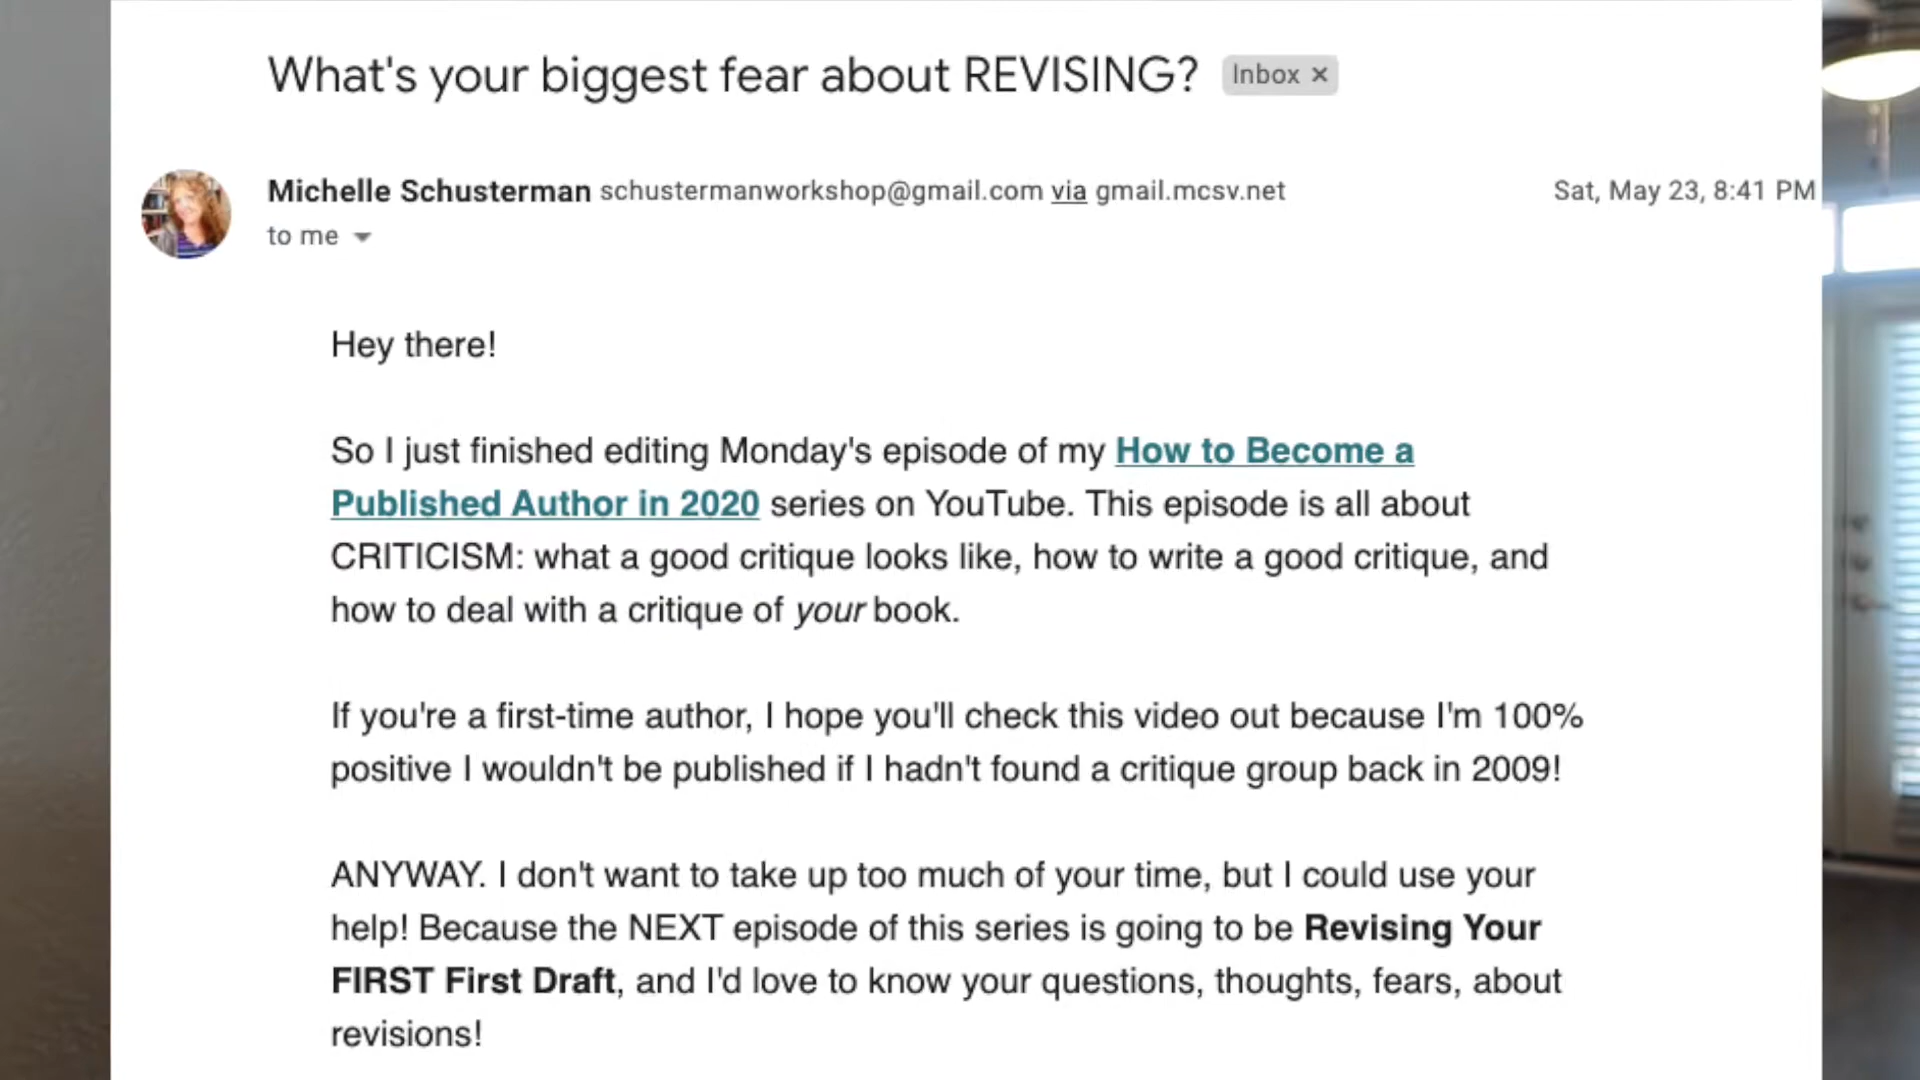 What's your biggest fear about REVISING? Inbox ×
Michelle Schusterman schustermanworkshop@gmail.com via gmail.mcsv.net Sat, May 23, 8:41 PM
to me
Hey there!
So I just finished editing Monday's episode of my How to Become a
Published Author in 2020 series on YouTube. This episode is all about
CRITICISM: what a good critique looks like, how to write a good critique, and
how to deal with a critique of your book.
If you're a first-time author, I hope you'll check this video out because I'm 100%
positive I wouldn't be published if I hadn't found a critique group back in 2009!
ANYWAY. I don't want to take up too much of your time, but I could use your
help! Because the NEXT episode of this series is going to be Revising Your
FIRST First Draft, and I'd love to know your questions, thoughts, fears, about
revisions!